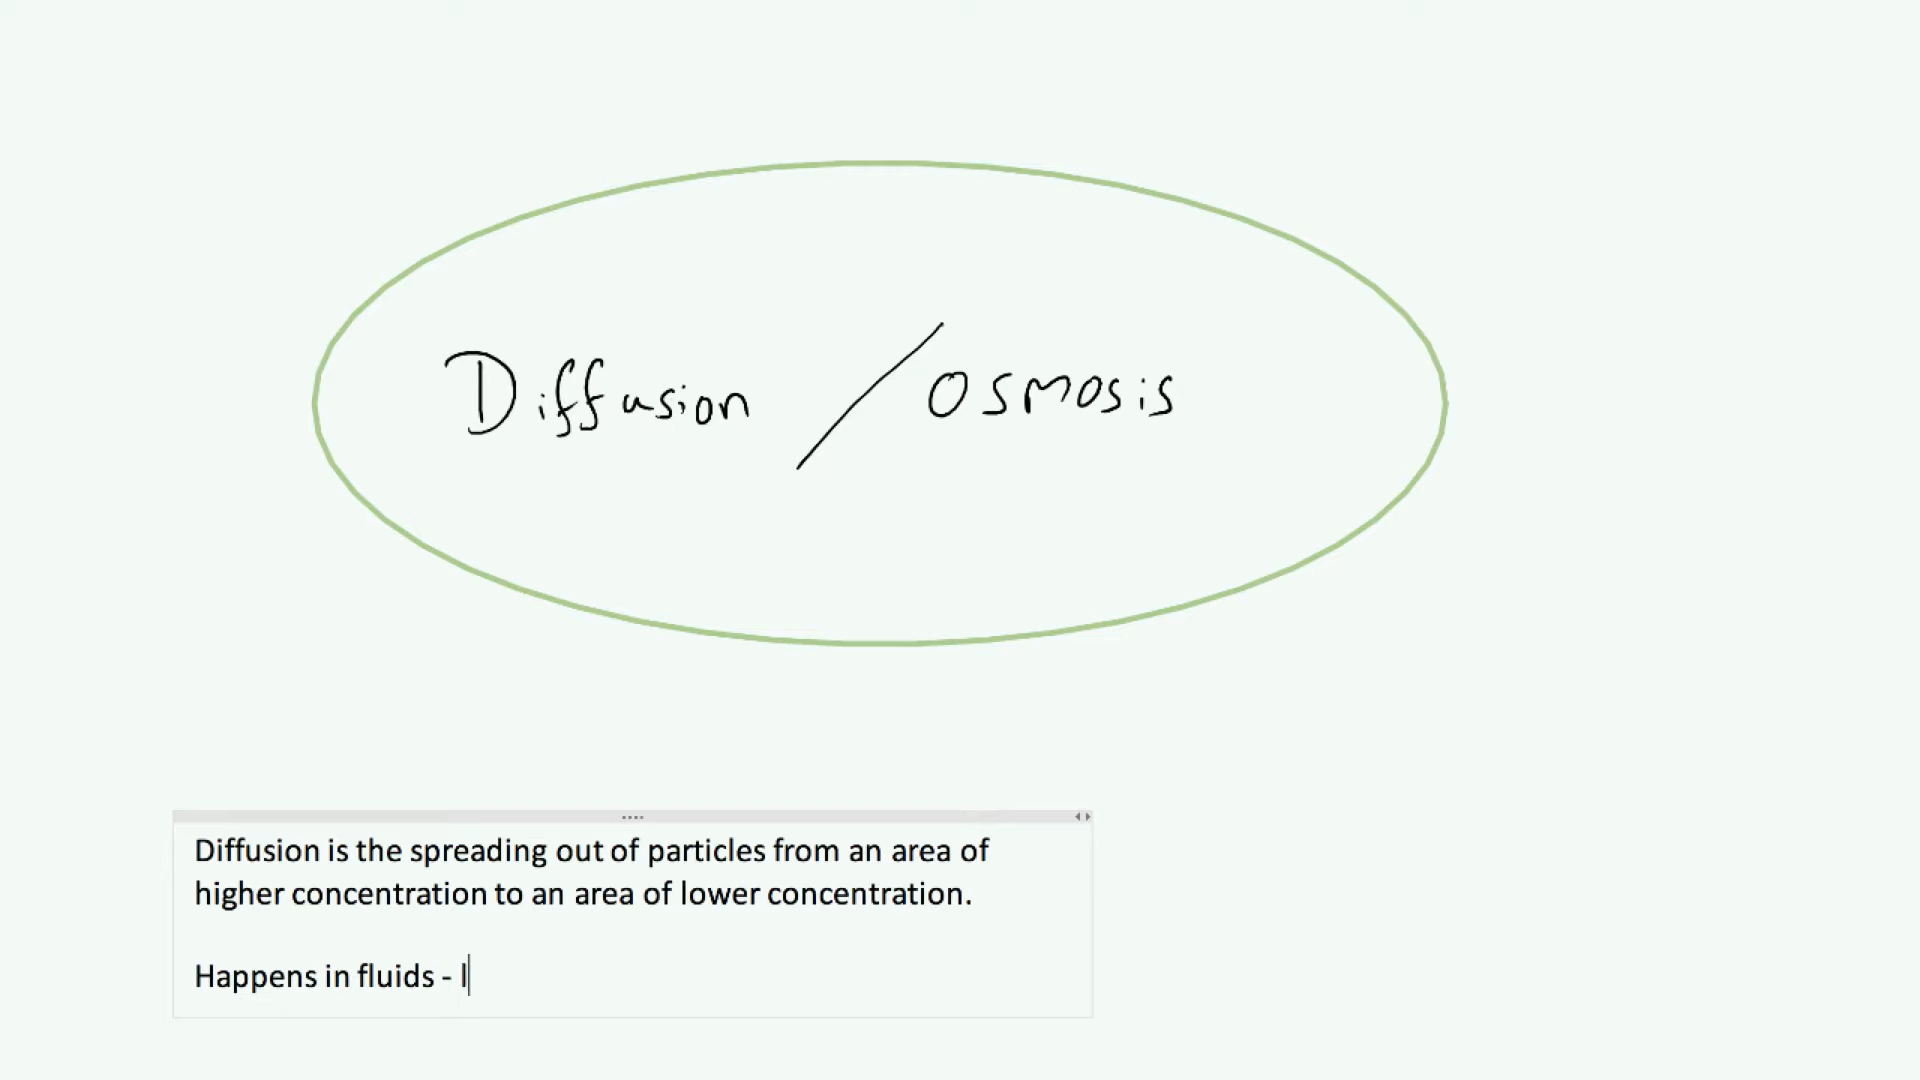 Diffusion / osmosis
Diffusion is the spreading out of particles from an area of
higher concentration to an area of lower concentration.
Happens in fluids - l